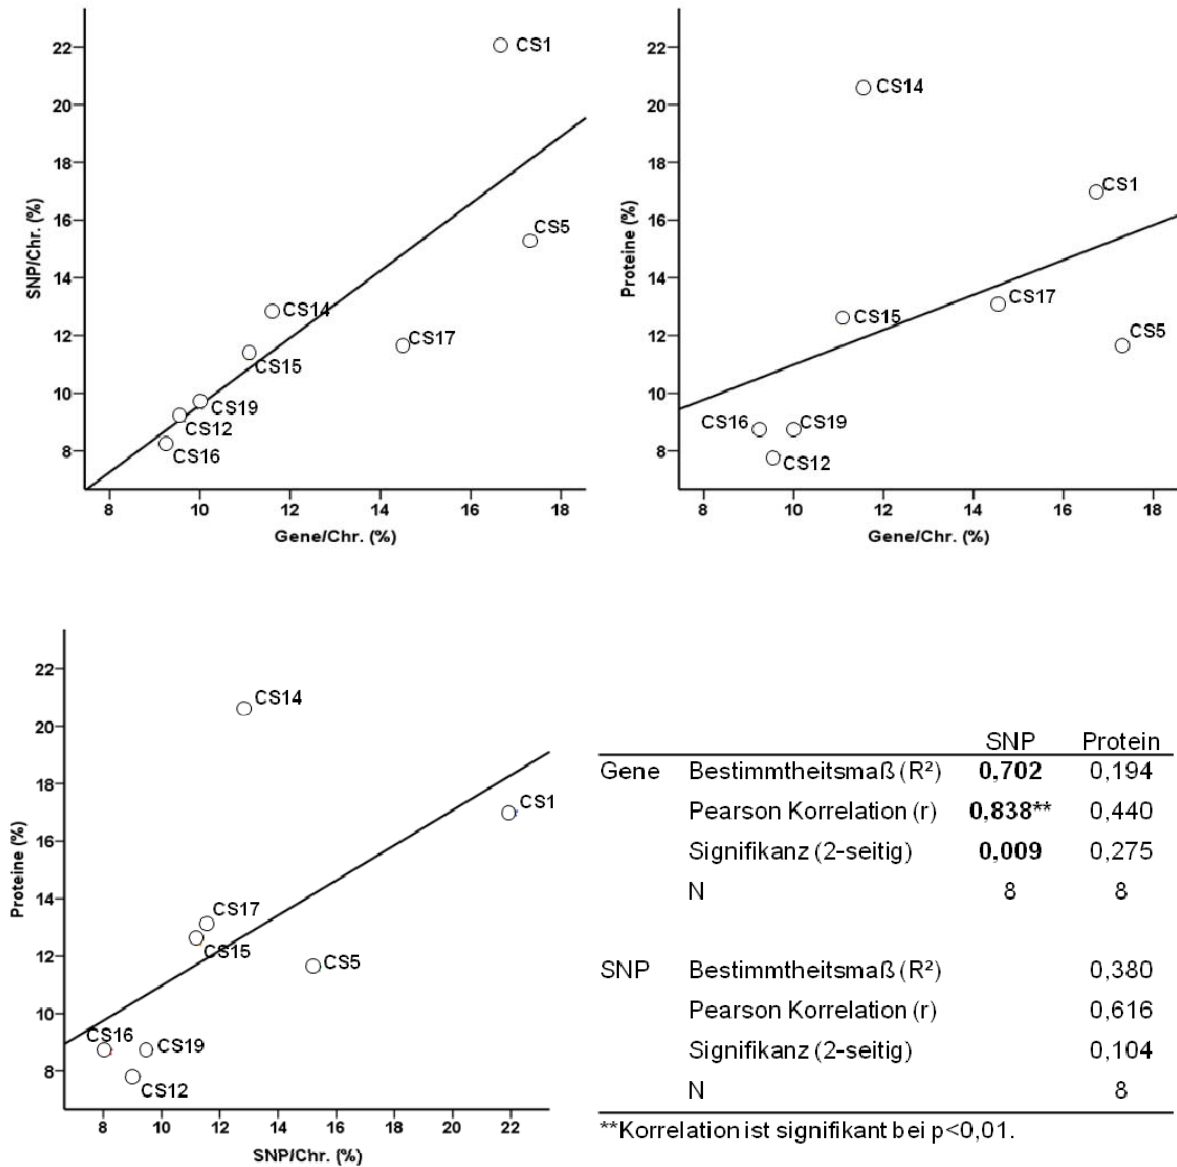 22
20
18
16
14
12
10
8
SNP/Chr. (%)
CS1
CS5
CS14
CS17
CS15
CS19
CS12
CS16
8 10 12 14 16 18
Gene/Chr. (%)
22
20
18
16
14
12
10
8
Proteine (%)
CS14
CS1
CS17
CS15
CS5
CS16
CS19
CS12
8 10 12 14 16 18
Gene/Chr. (%)
22
20
18
16
14
12
10
8
Proteine (%)
CS14
CS1
CS17
CS15
CS5
CS16
CS19
CS12
8 10 12 14 16 18 20 22
SNP/Chr. (%)
SNP Protein
Gene Bestimmtheitsmaß (R²) 0,702 0,194
Pearson Korrelation (r) 0,838** 0,440
Signifikanz (2-seitig) 0,009 0,275
N 8 8
SNP Bestimmtheitsmaß (R²) 0,380
Pearson Korrelation (r) 0,616
Signifikanz (2-seitig) 0,104
N 8
**Korrelation ist signifikant bei p<0,01.